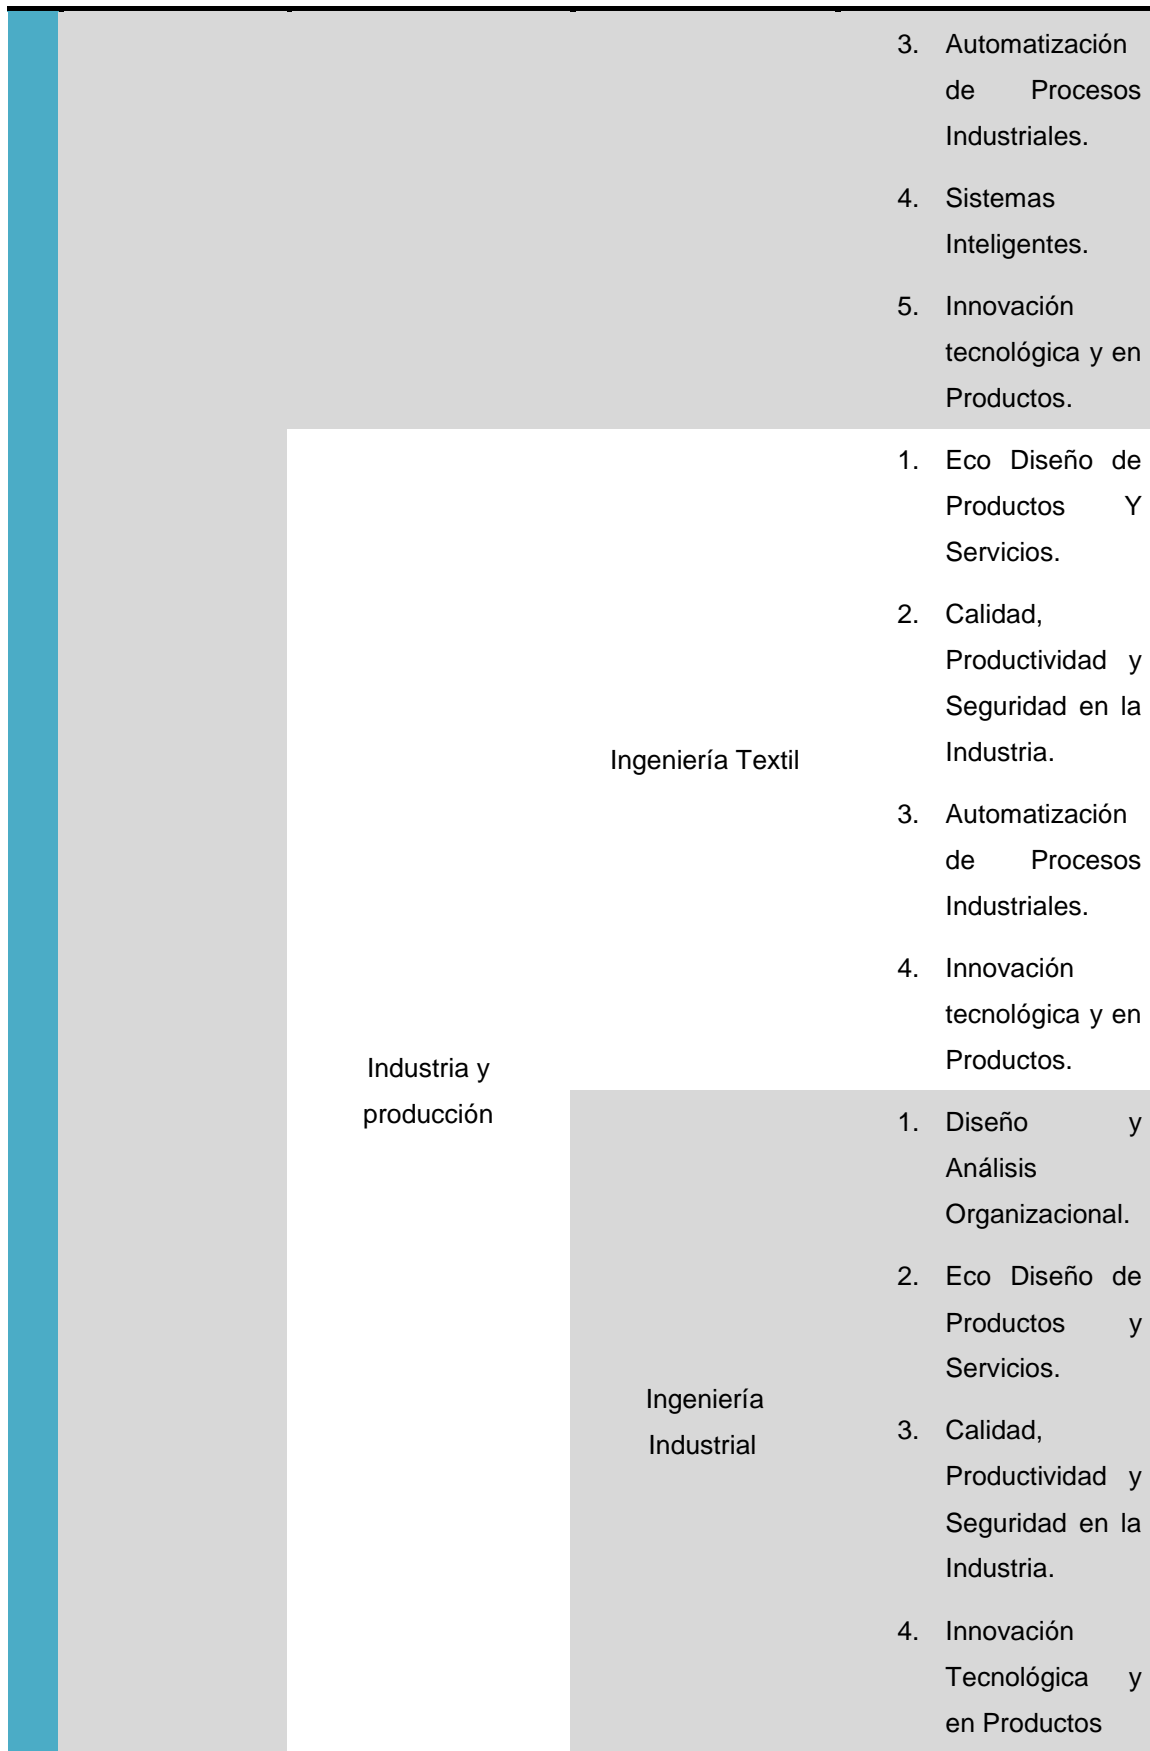 3. Automatización
de Procesos
Industriales.
4. Sistemas
Inteligentes.
5. Innovación
tecnológica y en
Productos.
Industria y
producción
Ingeniería Textil
1. Eco Diseño de
Productos Y
Servicios.
2. Calidad,
Productividad y
Seguridad en la
Industria.
3. Automatización
de Procesos
Industriales.
4. Innovación
tecnológica y en
Productos.
Ingeniería
Industrial
1. Diseño y
Análisis
Organizacional.
2. Eco Diseño de
Productos y
Servicios.
3. Calidad,
Productividad y
Seguridad en la
Industria.
4. Innovación
Tecnológica y
en Productos